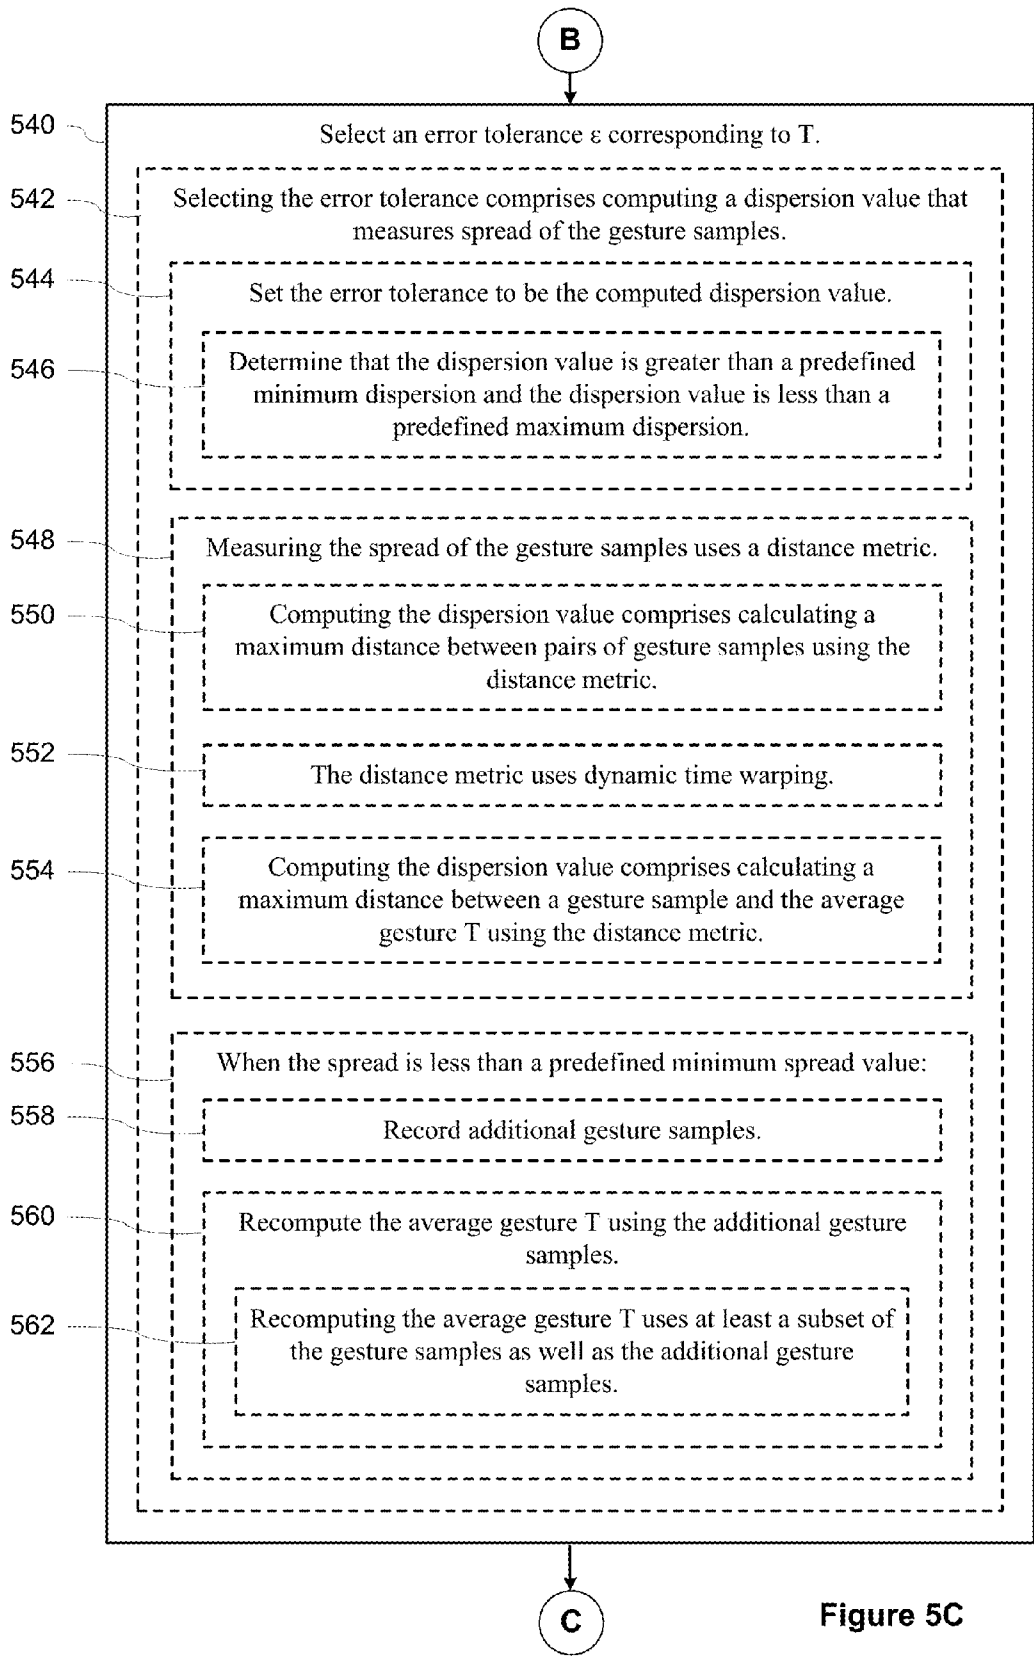 B
540
Select an error tolerance ε corresponding to T.
542
Selecting the error tolerance comprises computing a dispersion value that
measures spread of the gesture samples.
544
Set the error tolerance to be the computed dispersion value.
546
Determine that the dispersion value is greater than a predefined
minimum dispersion and the dispersion value is less than a
predefined maximum dispersion.
548
Measuring the spread of the gesture samples uses a distance metric.
550
Computing the dispersion value comprises calculating a
maximum distance between pairs of gesture samples using the
distance metric.
552
The distance metric uses dynamic time warping.
554
Computing the dispersion value comprises calculating a
maximum distance between a gesture sample and the average
gesture T using the distance metric.
556
When the spread is less than a predefined minimum spread value:
558
Record additional gesture samples.
560
Recompute the average gesture T using the additional gesture
samples.
562
Recomputing the average gesture T uses at least a subset of
the gesture samples as well as the additional gesture
samples.
C
Figure 5C